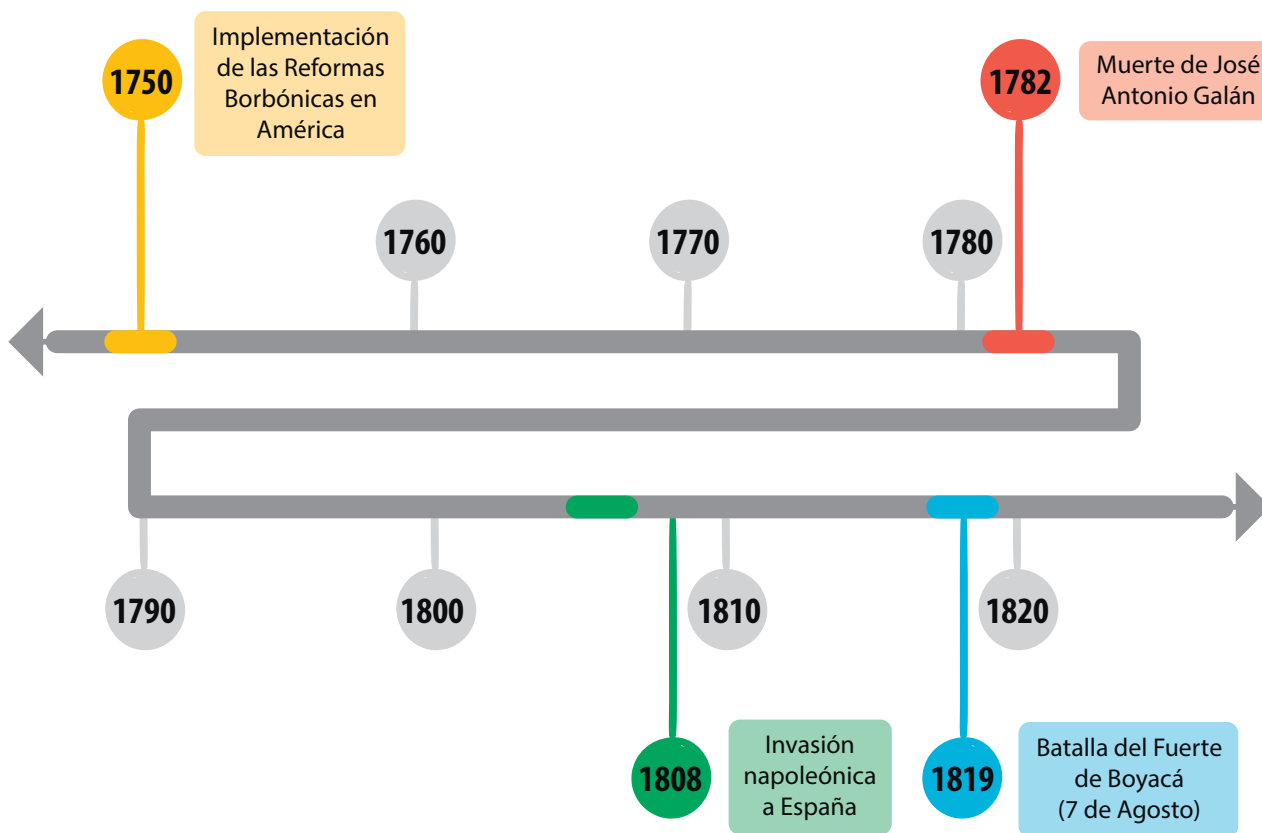 1750
Implementación
de las Reformas
Borbónicas en
América
1782
Muerte de José
Antonio Galán
1760
1770
1780
1790
1800
1810
1820
1808
Invasión
napoleónica
a España
1819
Batalla del Fuerte
de Boyacá
(7 de Agosto)